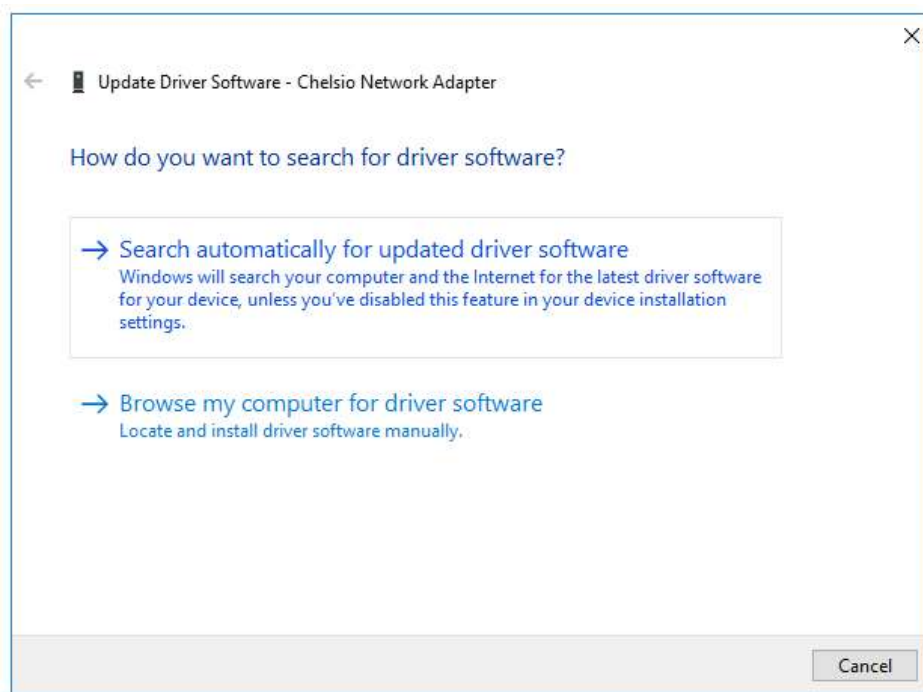 Update Driver Software - Chelsio Network Adapter
How do you want to search for driver software?
Search automatically for updated driver software
Windows will search your computer and the Internet for the latest driver software
for your device, unless you've disabled this feature in your device installation
settings.
Browse my computer for driver software
Locate and install driver software manually.
Cancel